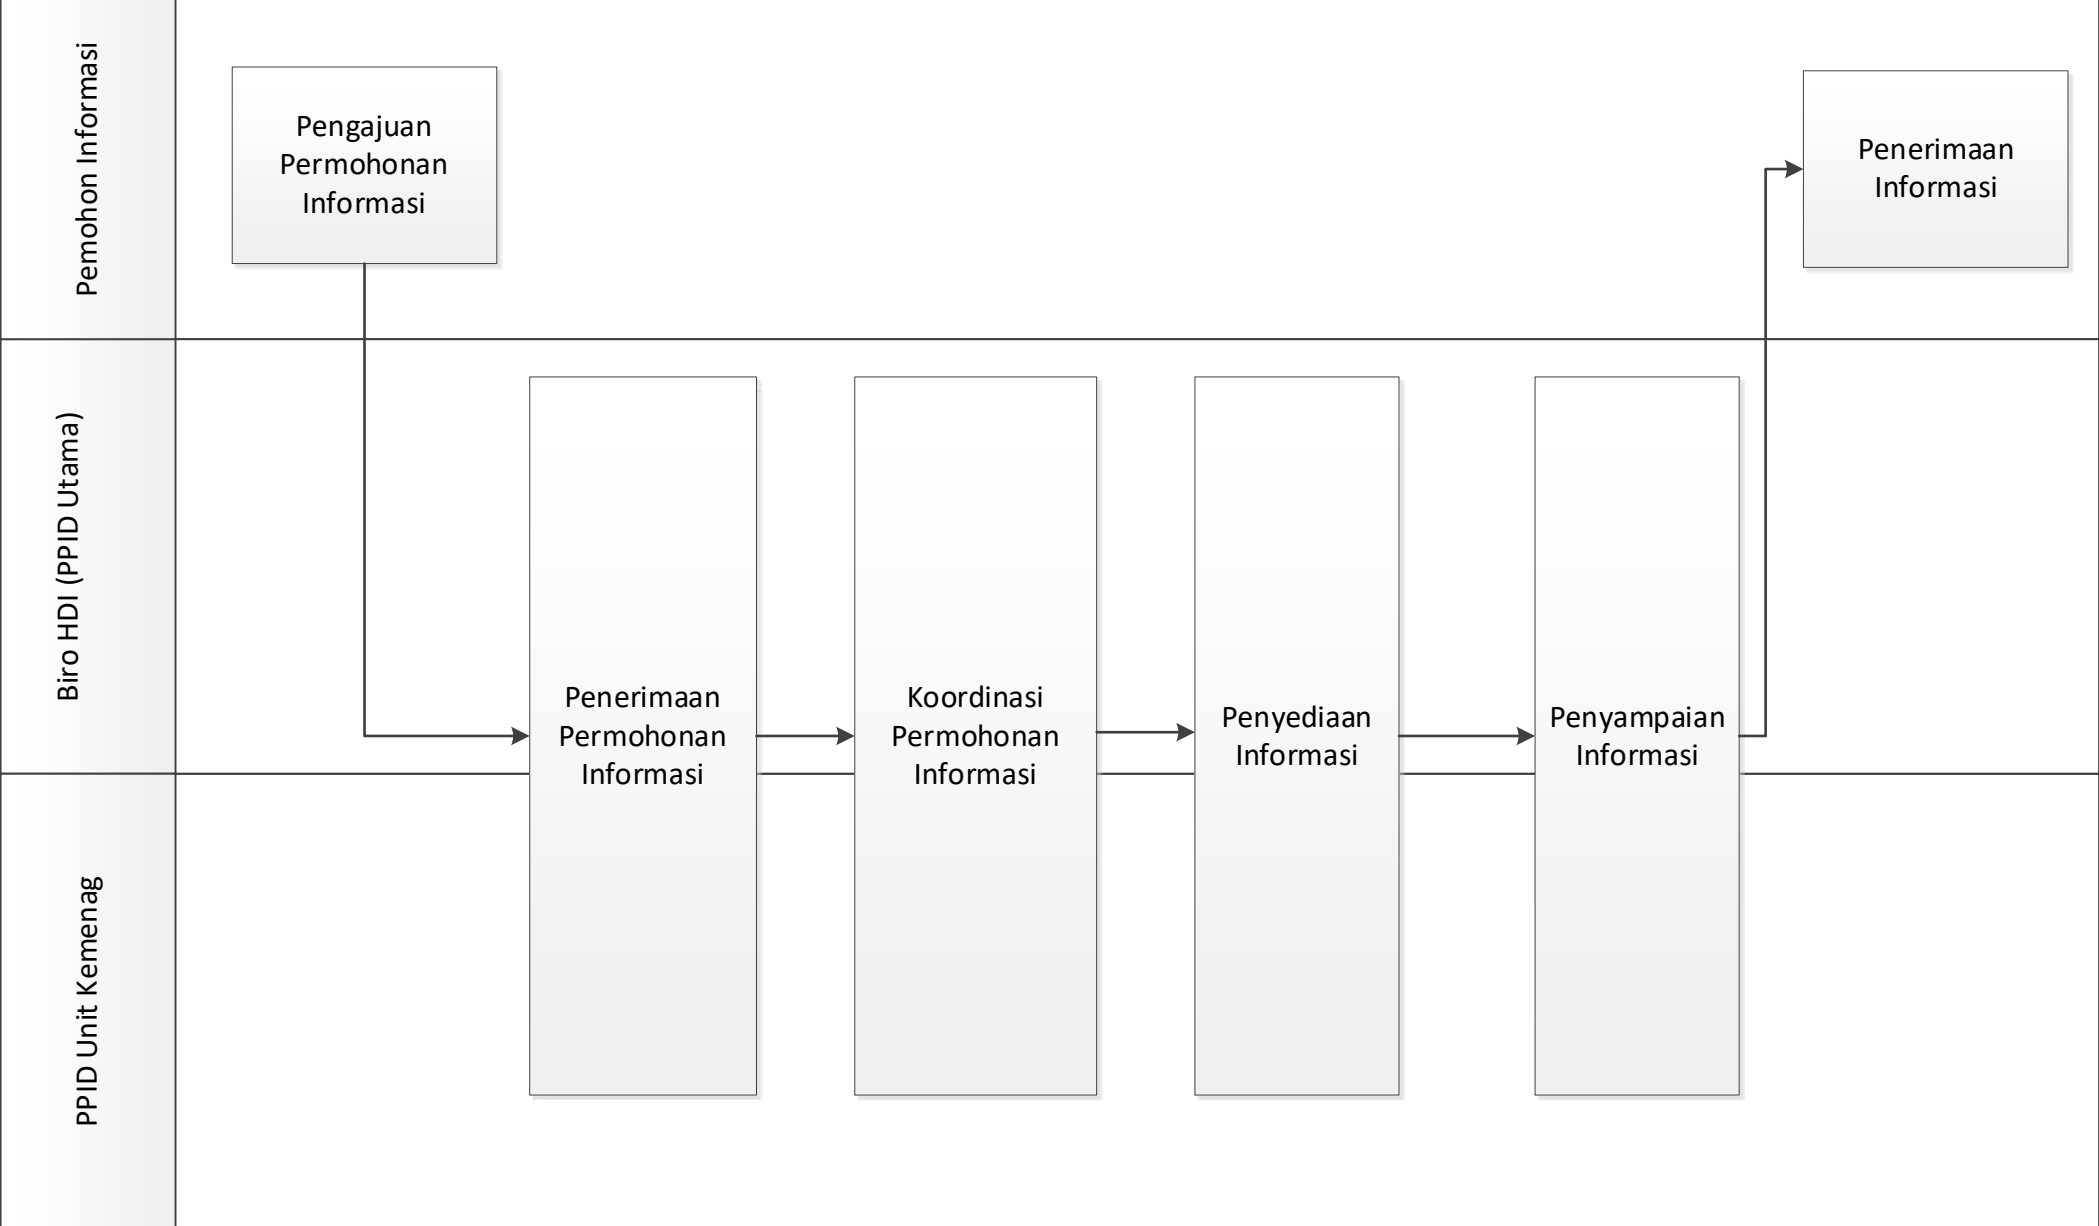 Pemohon Informasi
Pengajuan
Permohonan
Informasi
Penerimaan
Informasi
Biro HDI (PPID Utama)
Penerimaan
Permohonan
Informasi
Koordinasi
Permohonan
Informasi
Penyediaan
Informasi
Penyampaian
Informasi
PPID Unit Kemenag